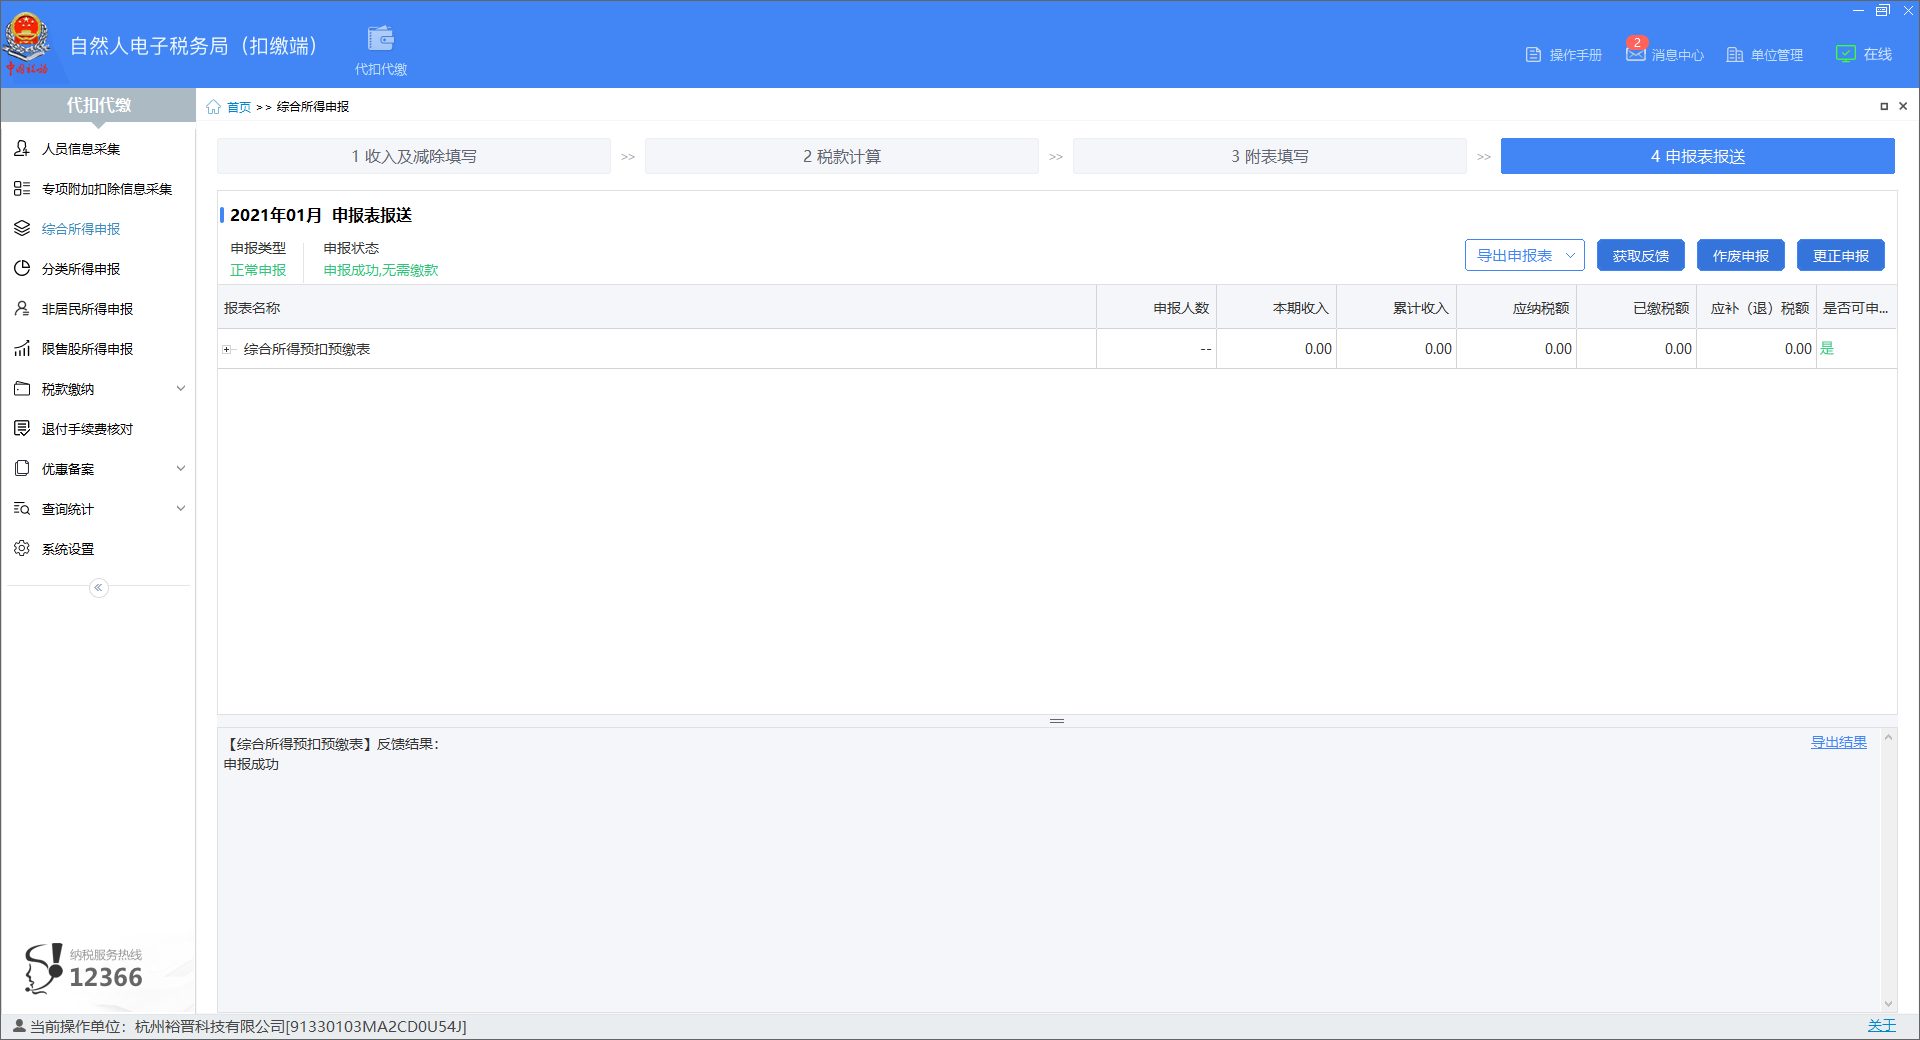 自然人电子税务局（扣缴端）
代扣代缴
操作手册
2
消息中心
单位管理
在线
代扣代缴
首页 >> 综合所得申报
人员信息采集
专项附加扣除信息采集
综合所得申报
分类所得申报
非居民所得申报
限售股所得申报
税款缴纳
退付手续费核对
优惠备案
查询统计
系统设置
1 收入及减除填写 >> 2 税款计算 >> 3 附表填写 >> 4 申报表报送
2021年01月 申报表报送
申报类型 申报状态
正常申报 申报成功,无需缴款
导出申报表 获取反馈 作废申报 更正申报
报表名称 申报人数 本期收入 累计收入 应纳税额 已缴税额 应补（退）税额 是否可申...
综合所得预扣预缴表 -- 0.00 0.00 0.00 0.00 0.00 是
【综合所得预扣预缴表】反馈结果：
导出结果
申报成功
纳税服务热线
12366
当前操作单位：杭州裕晋科技有限公司[91330103MA2CD0U54J]
关于